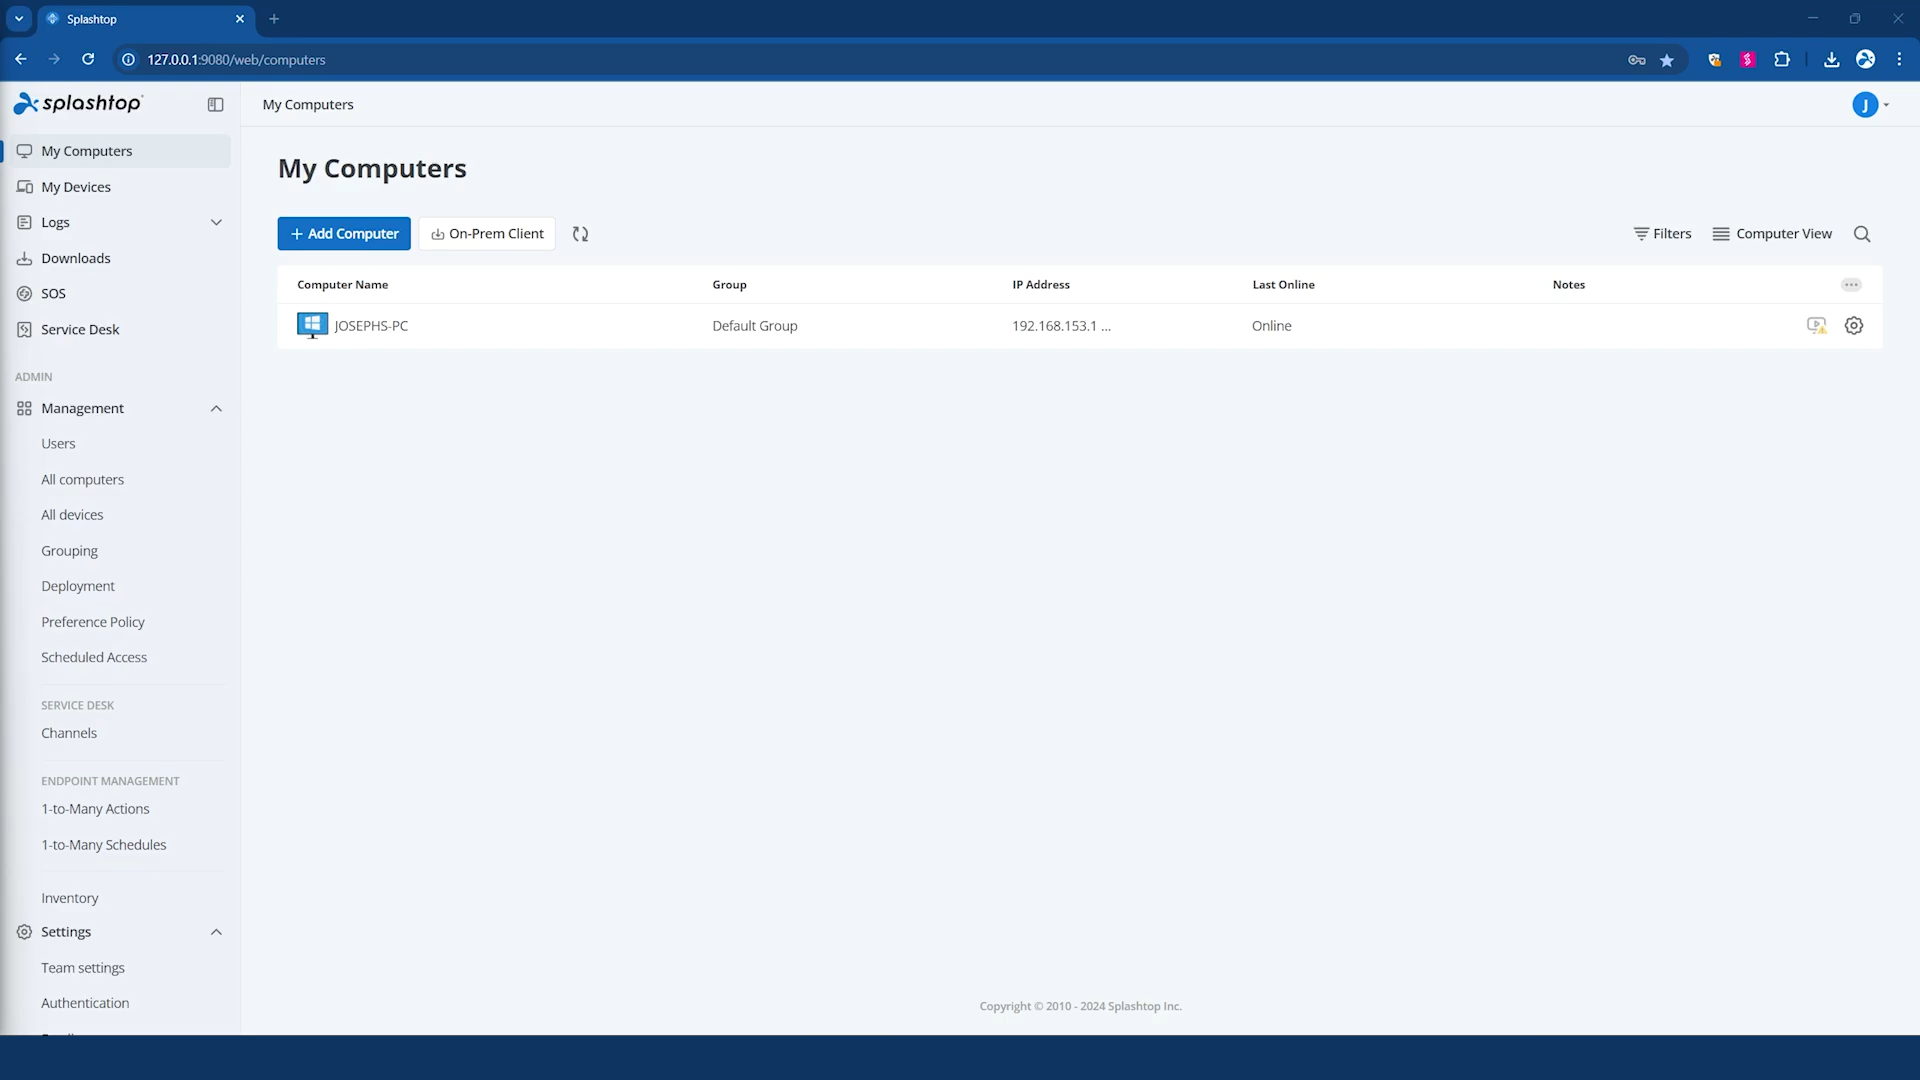 Splashtop
127.0.0.1:9080/web/computers
splashtop
My Computers
J
My Computers
My Devices
Logs
Downloads
SOS
Service Desk
ADMIN
Management
Users
All computers
All devices
Grouping
Deployment
Preference Policy
Scheduled Access
SERVICE DESK
Channels
ENDPOINT MANAGEMENT
1-to-Many Actions
1-to-Many Schedules
Inventory
Settings
Team settings
Authentication
My Computers
+ Add Computer On-Prem Client Filters Computer View
Computer Name Group IP Address Last Online Notes
JOSEPHS-PC Default Group 192.168.153.1 ... Online
Copyright © 2010 - 2024 Splashtop Inc.